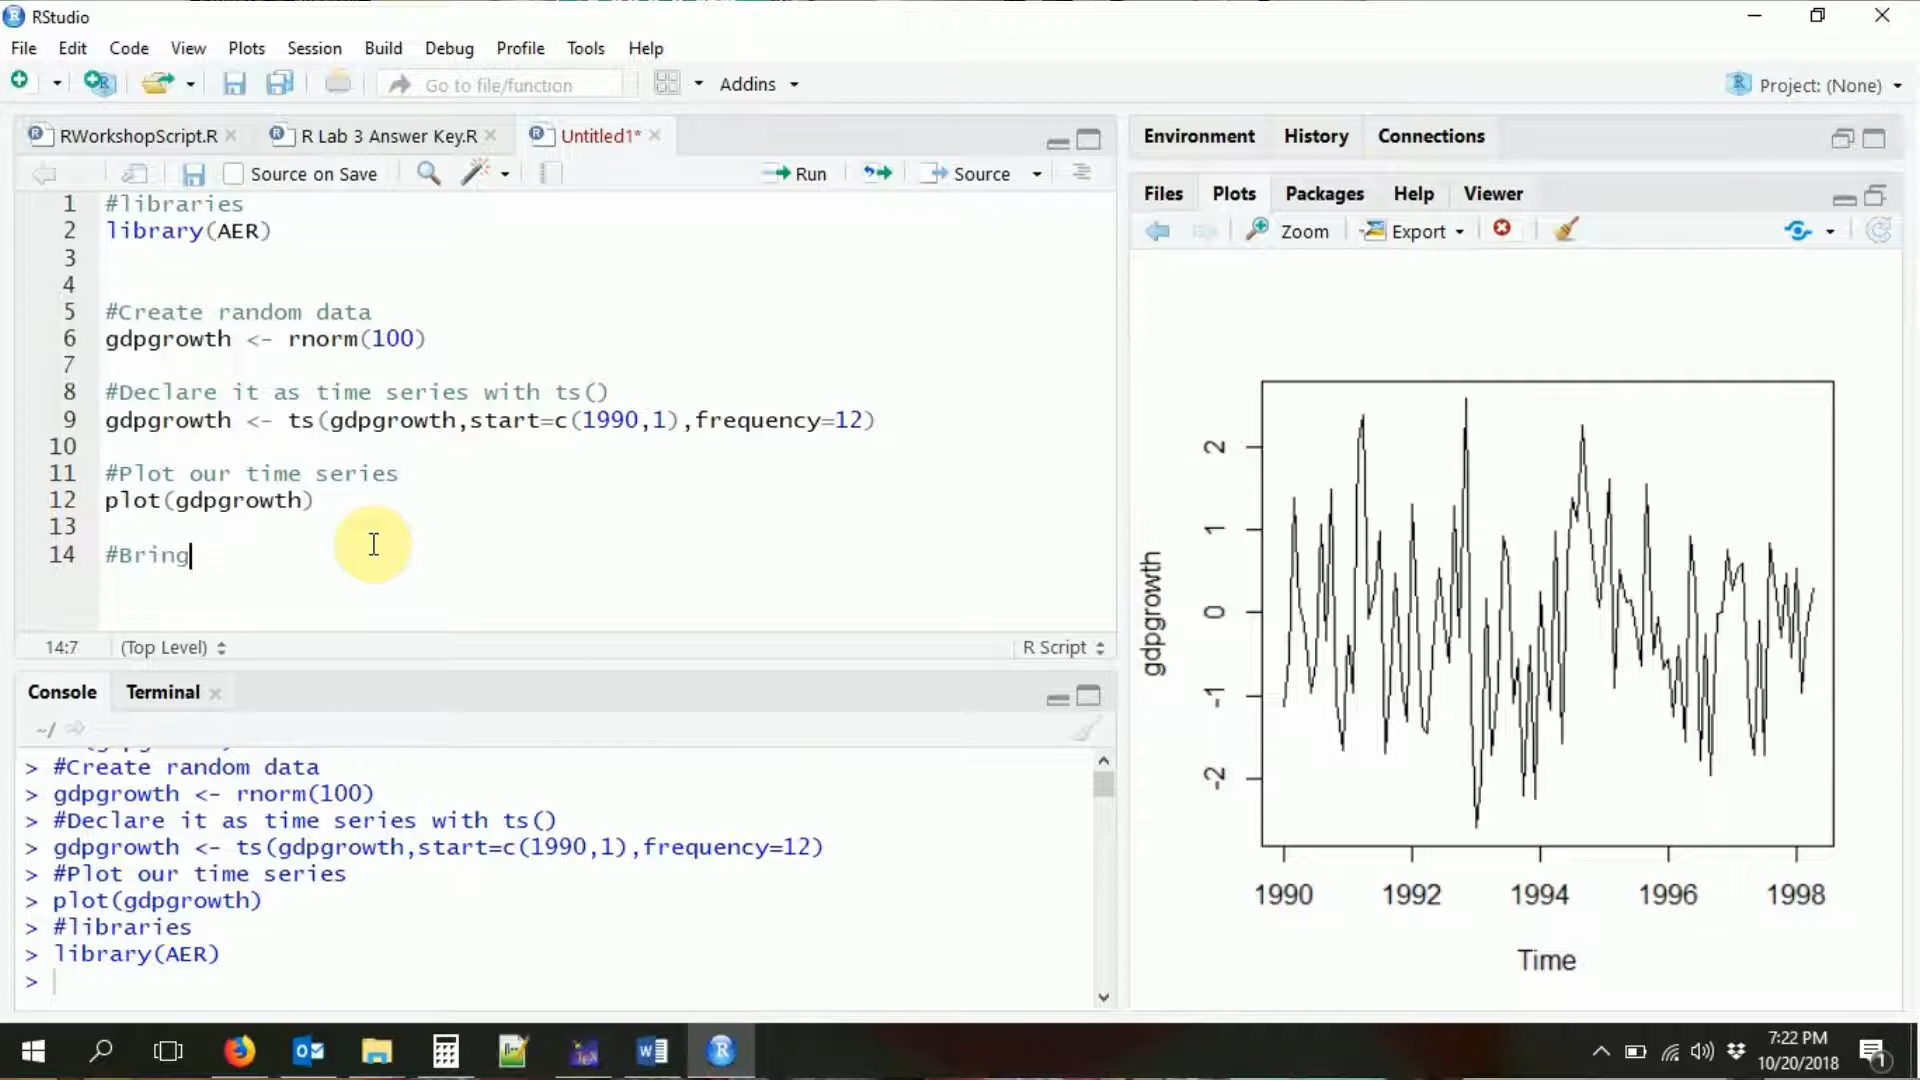 RStudio
File Edit Code View Plots Session Build Debug Profile Tools Help
Go to file/function Addins Project: (None)
RWorkshopScript.R R Lab 3 Answer Key.R Untitled1*
Source on Save Run Source
1 #libraries
2 library(AER)
3
4
5 #Create random data
6 gdpgrowth <- rnorm(100)
7
8 #Declare it as time series with ts()
9 gdpgrowth <- ts(gdpgrowth,start=c(1990,1),frequency=12)
10
11 #Plot our time series
12 plot(gdpgrowth)
13
14 #Bring
14:7 (Top Level) R Script
Console Terminal
~/
> #Create random data
> gdpgrowth <- rnorm(100)
> #Declare it as time series with ts()
> gdpgrowth <- ts(gdpgrowth,start=c(1990,1),frequency=12)
> #Plot our time series
> plot(gdpgrowth)
> #libraries
> library(AER)
>
Environment History Connections
Files Plots Packages Help Viewer
Zoom Export
gdpgrowth
2
1
0
-1
-2
1990 1992 1994 1996 1998
Time
7:22 PM
10/20/2018
1